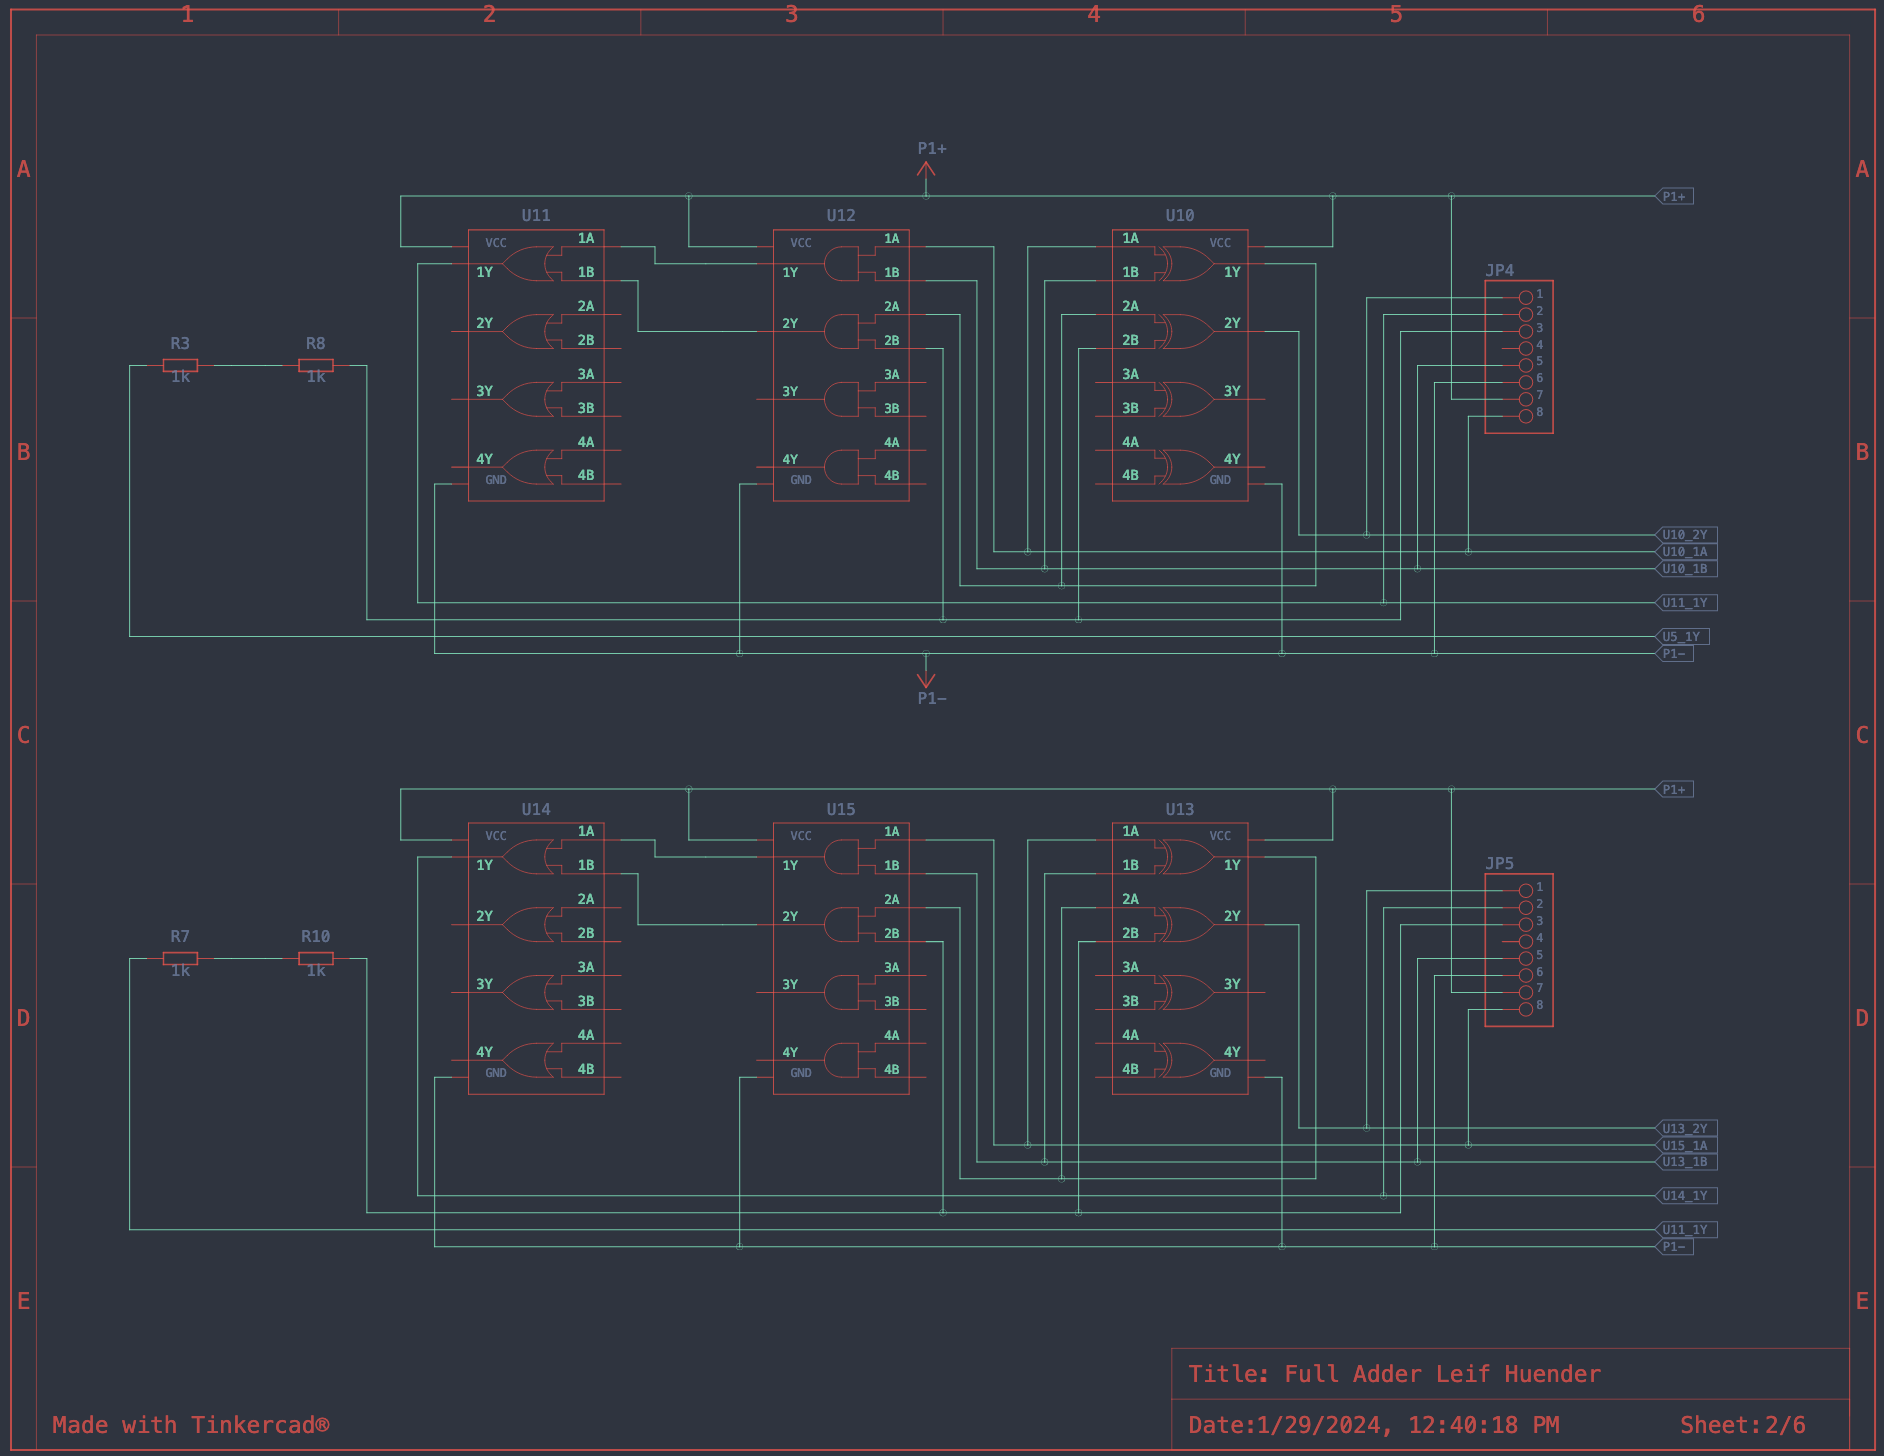 1 2 3 4 5 6
A A
P1+
P1+
U11 U12 U10
VCC 1A VCC 1A 1A VCC
1Y 1B 1Y 1B 1B 1Y
JP4
1
2A 2A 2A
2
2Y 2Y 2Y
3
2B 2B 2B
4
R3 R8
5
1k 1k
3A 3A 3A
6
3Y 3Y 3Y
7
3B 3B 3B
8
B B
4A 4A 4A
4Y 4Y 4Y
GND 4B GND 4B 4B GND
U10_2Y
U10_1A
U10_1B
U11_1Y
U5_1Y
P1-
P1-
C C
P1+
U14 U15 U13
VCC 1A VCC 1A 1A VCC
1Y 1B 1Y 1B 1B 1Y
JP5
1
2A 2A 2A
2
2Y 2Y 2Y
3
2B 2B 2B
4
R7 R10
5
1k 1k
3A 3A 3A
6
3Y 3Y 3Y
7
3B 3B 3B
8
D D
4A 4A 4A
4Y 4Y 4Y
GND 4B GND 4B 4B GND
U13_2Y
U15_1A
U13_1B
U14_1Y
U11_1Y
P1-
E E
Title: Full Adder Leif Huender
Made with Tinkercad®
Date:1/29/2024, 12:40:18 PM Sheet:2/6